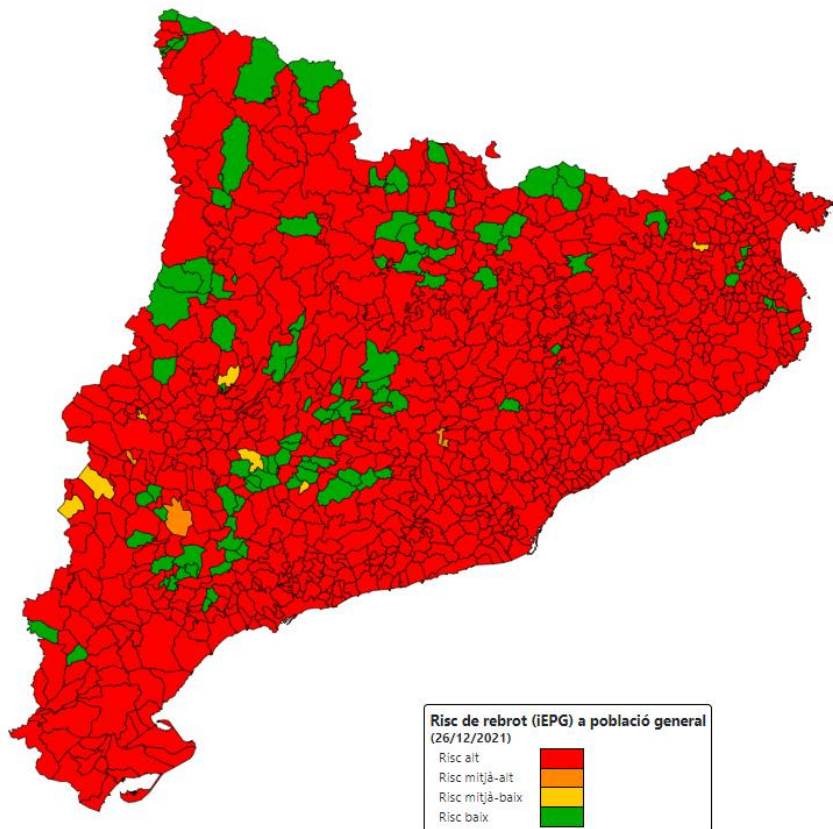 Risc de rebrot (iEPG) a població general
(26/12/2021)
Risc alt
Risc mitjà-alt
Risc mitjà-baix
Risc baix